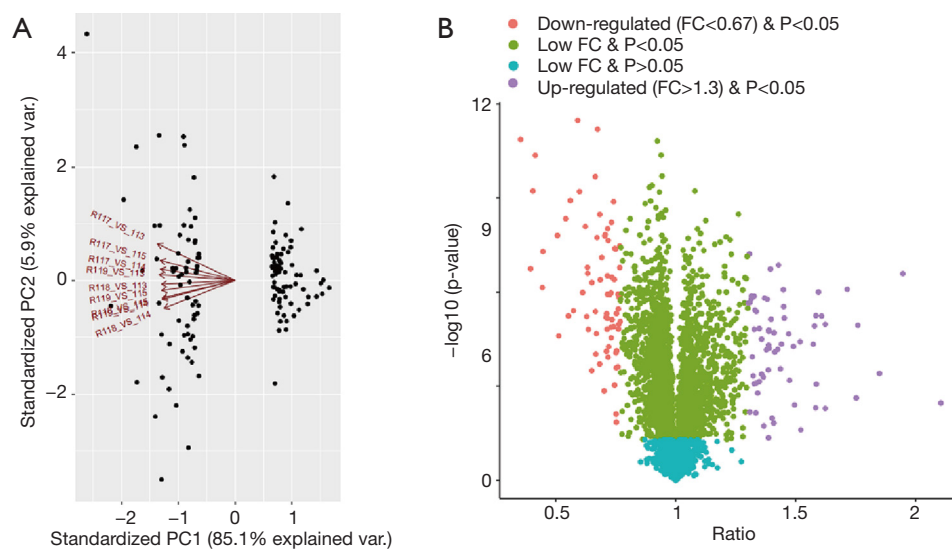 A
Standardized PC2 (5.9% explained var.)
4
2
0
−2
R117_VS_113
R117_VS_115
R117_VS_114
R119_VS_113
R118_VS_113
R119_VS_115
R118_VS_114
−2
−1
0
1
Standardized PC1 (85.1% explained var.)
B
Down-regulated (FC<0.67) & P<0.05
Low FC & P<0.05
Low FC & P>0.05
Up-regulated (FC>1.3) & P<0.05
−log10 (p-value)
12
9
6
0
0.5
1
1.5
2
Ratio